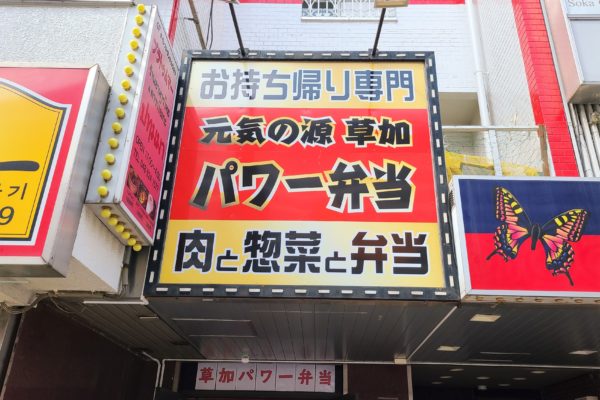 お持ち帰り専門
元気の源 草加
パワー弁当
肉と惣菜と弁当
草加パワー弁当